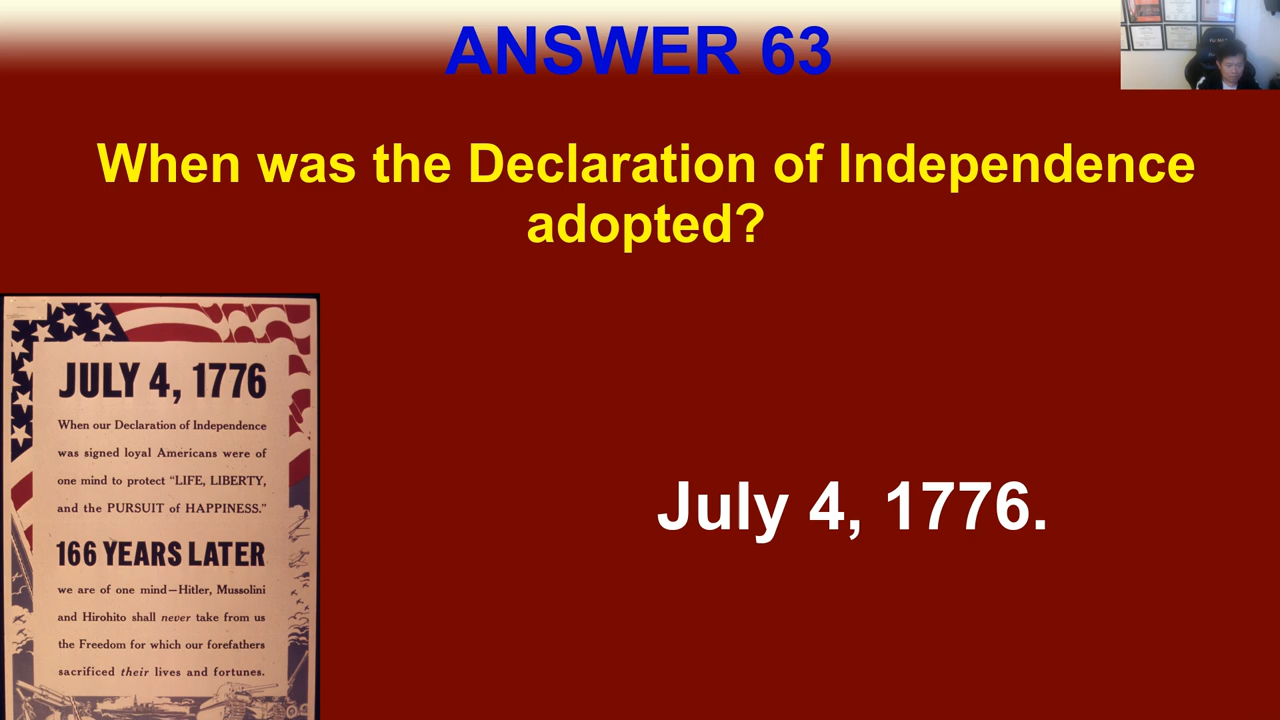 ANSWER 63
When was the Declaration of Independence
adopted?
JULY 4, 1776
When our Declaration of Independence
was signed loyal Americans were of
one mind to protect “LIFE, LIBERTY,
and the PURSUIT of HAPPINESS.”
166 YEARS LATER
we are of one mind—Hitler, Mussolini
and Hirohito shall never take from us
the Freedom for which our forefathers
sacrificed their lives and fortunes.
July 4, 1776.